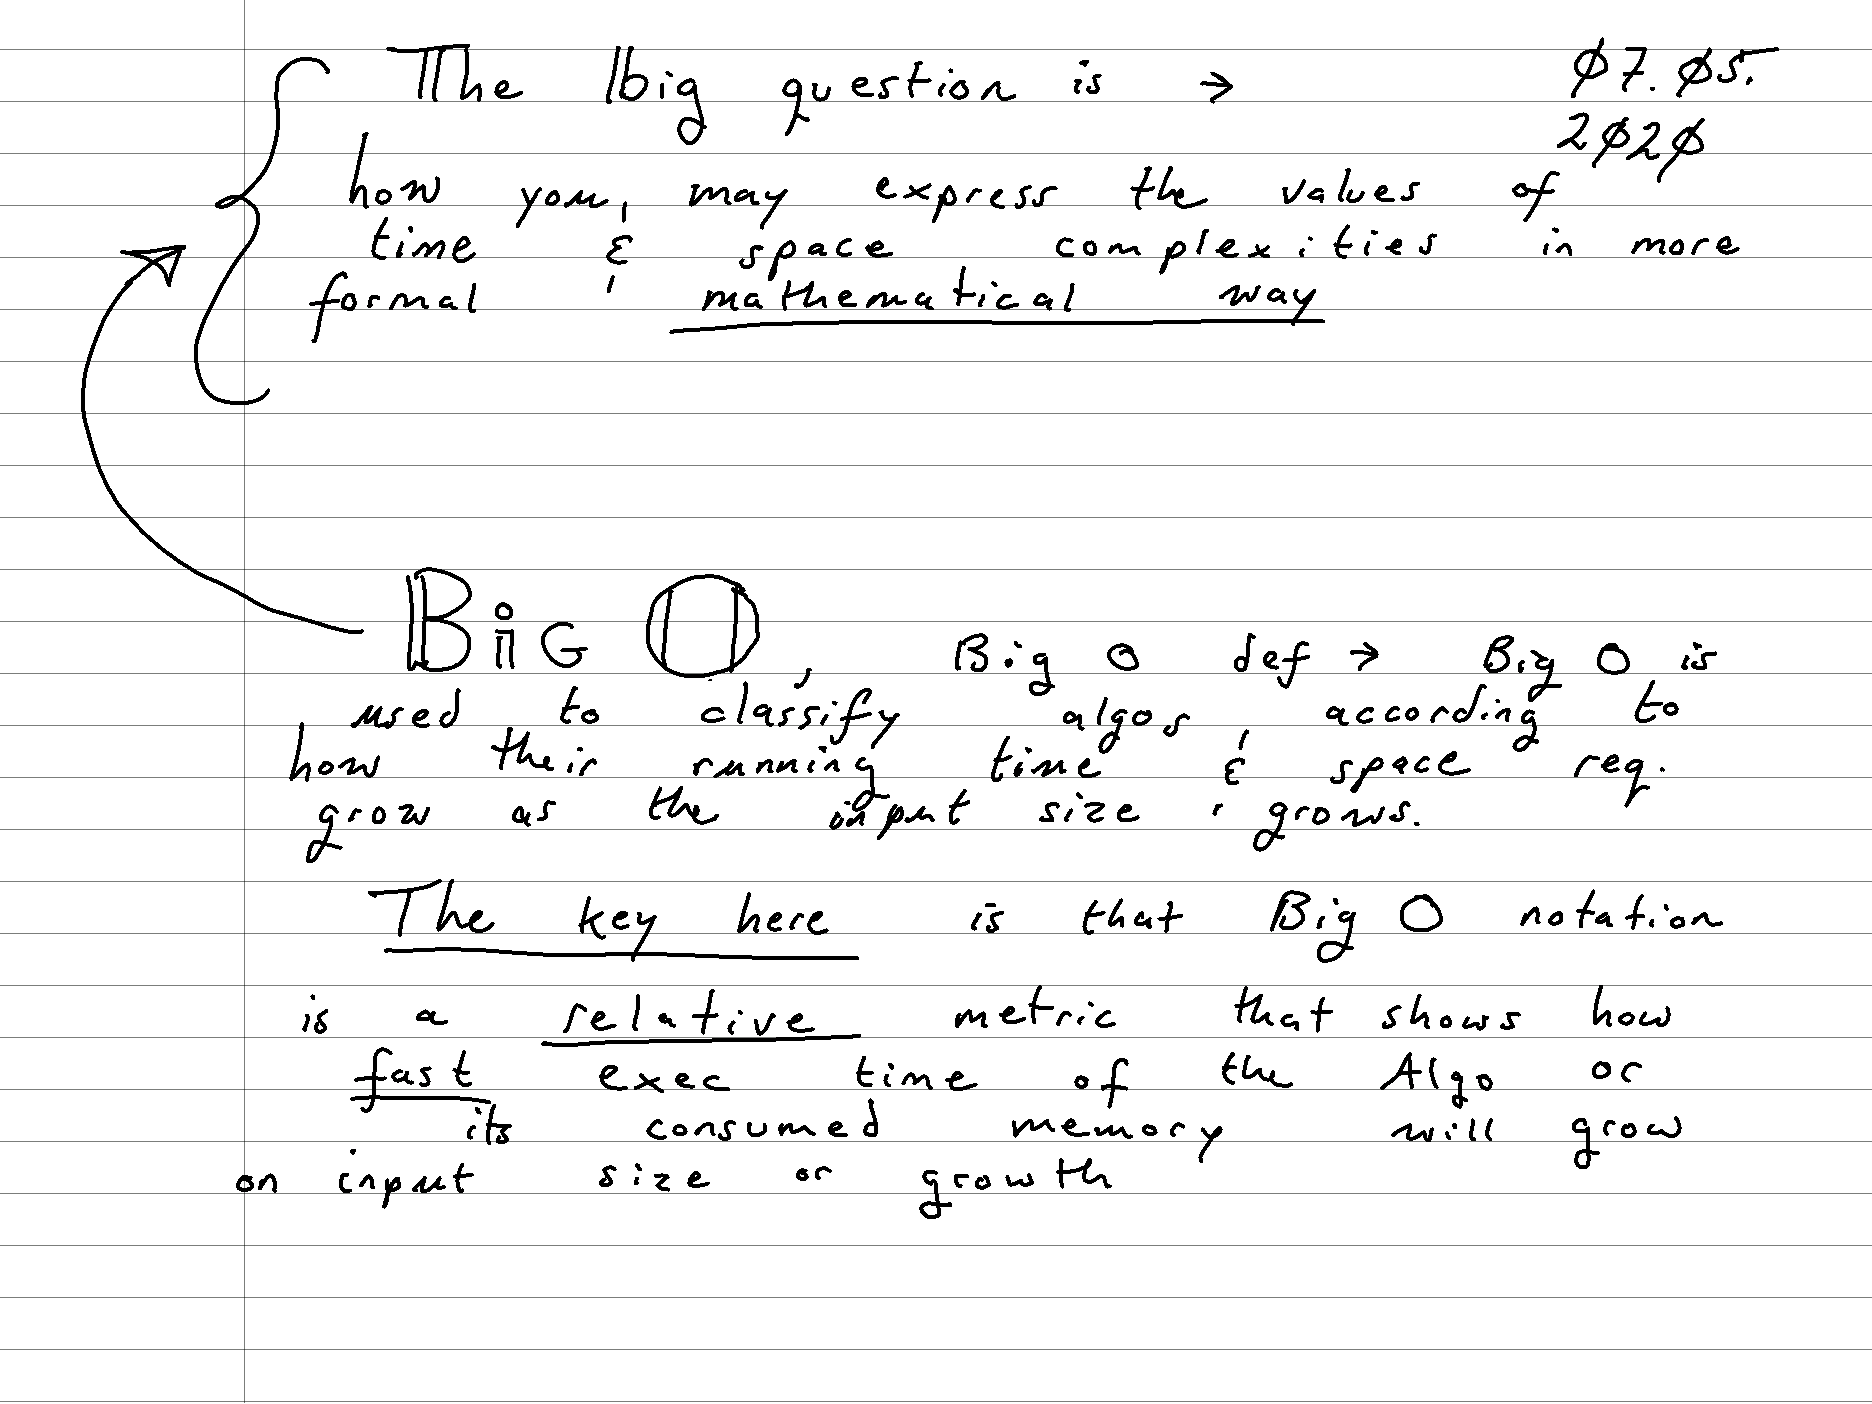 The big question is → 07.05.
2020
how you may express the values of
time & space complexities in more
formal mathematical way
BiG O, Big O def → Big O is
used to classify algos according to
how their running time & space req.
grow as the input size grows.
The key here is that Big O notation
is a relative metric that shows how
fast exec time of the Algo or
its consumed memory will grow
on input size or growth